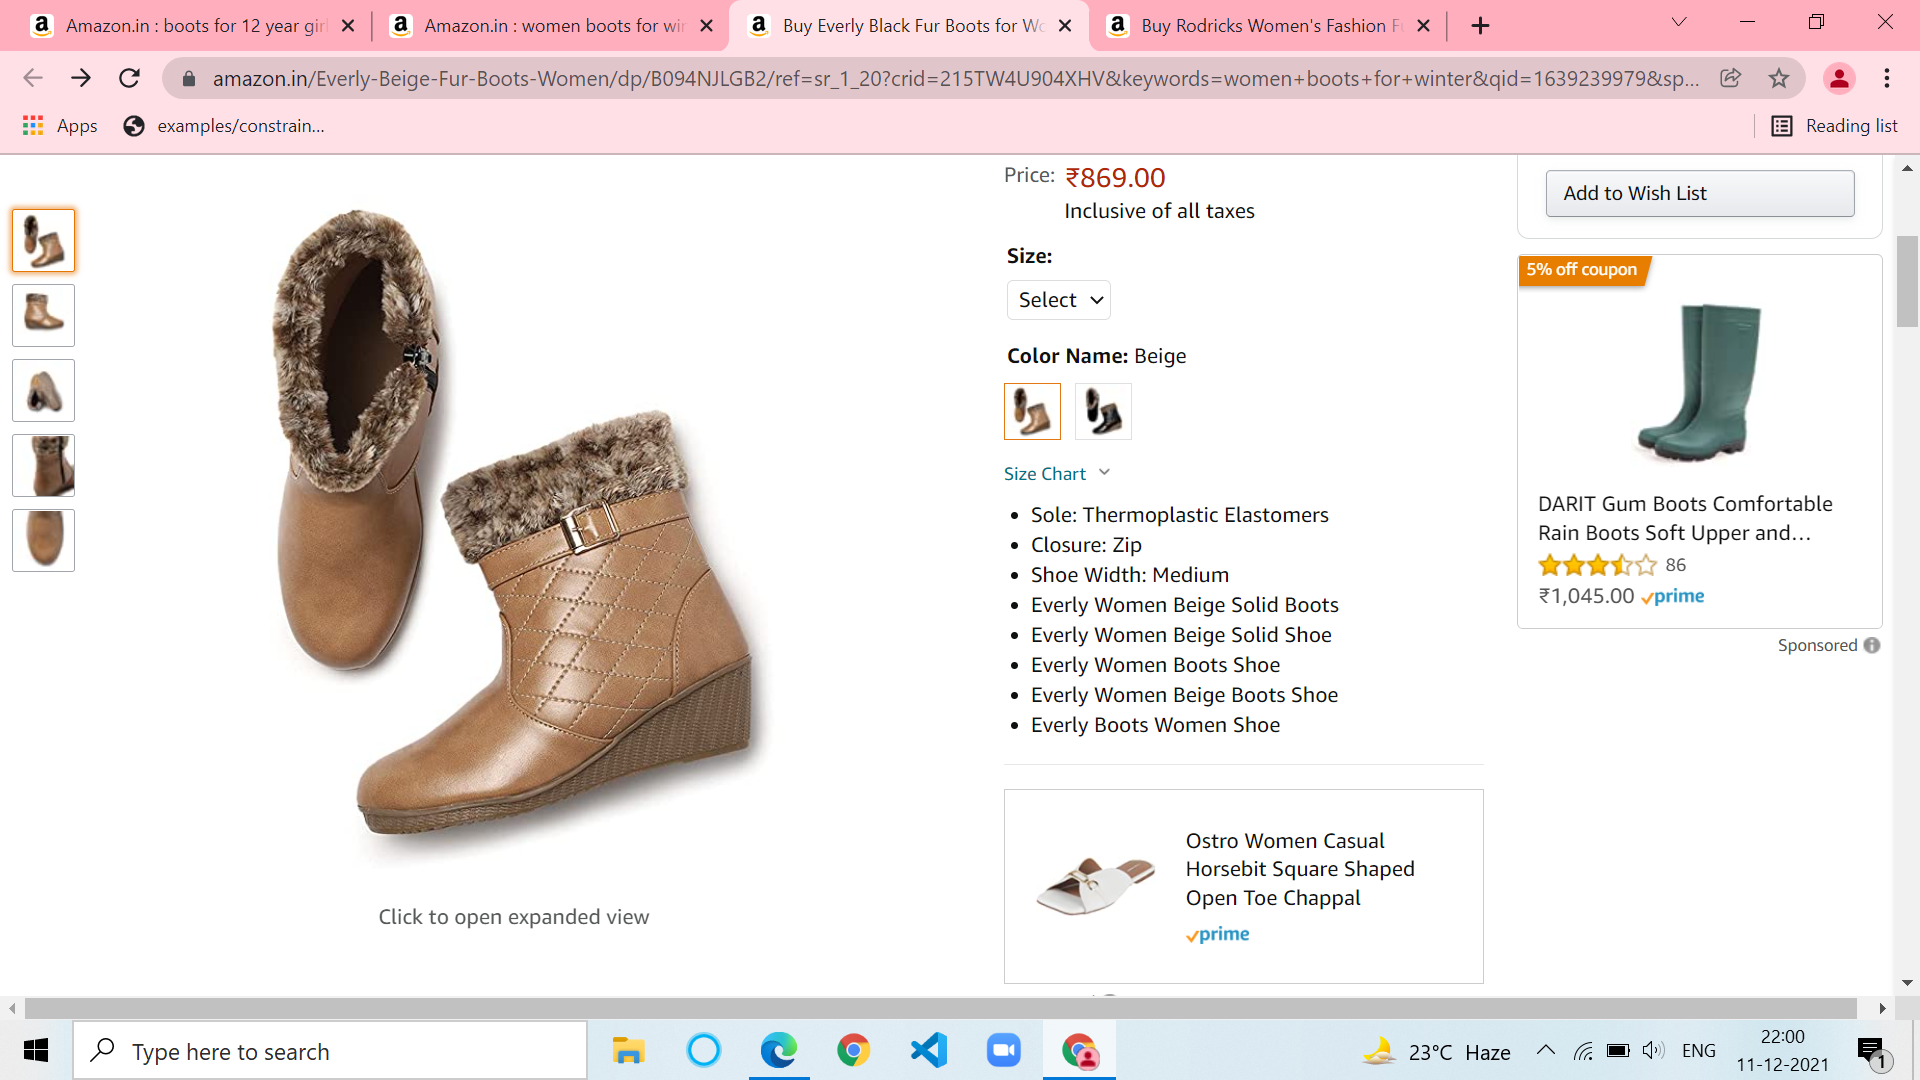 Amazon.in : boots for 12 year girl
Amazon.in : women boots for win
Buy Everly Black Fur Boots for Wo
Buy Rodricks Women's Fashion Fu
amazon.in/Everly-Beige-Fur-Boots-Women/dp/B094NJLGB2/ref=sr_1_20?crid=215TW4U904XHV&keywords=women+boots+for+winter&qid=1639239979&sp...
Apps
examples/constrain...
Reading list
Price: ₹869.00
Inclusive of all taxes
Size:
Select
Color Name: Beige
Size Chart
• Sole: Thermoplastic Elastomers
• Closure: Zip
• Shoe Width: Medium
• Everly Women Beige Solid Boots
• Everly Women Beige Solid Shoe
• Everly Women Boots Shoe
• Everly Women Beige Boots Shoe
• Everly Boots Women Shoe
Click to open expanded view
Ostro Women Casual
Horsebit Square Shaped
Open Toe Chappal
prime
Add to Wish List
5% off coupon
DARIT Gum Boots Comfortable
Rain Boots Soft Upper and...
86
₹1,045.00 prime
Sponsored
Type here to search
23°C Haze
ENG
22:00
11-12-2021
1